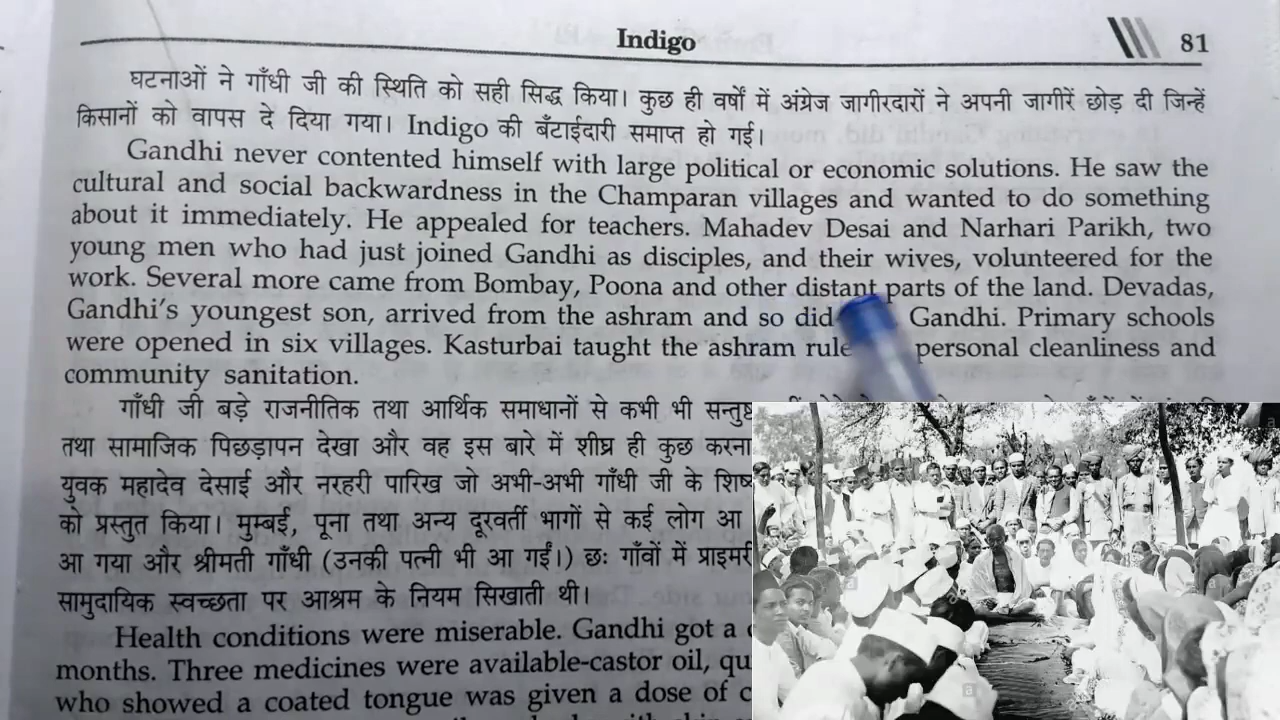 Indigo 81
घटनाओं ने गाँधी जी की स्थिति को सही सिद्ध किया। कुछ ही वर्षों में अंग्रेज जागीरदारों ने अपनी जागीरें छोड़ दी जिन्हें
किसानों को वापस दे दिया गया। Indigo की बँटाईदारी समाप्त हो गई।
Gandhi never contented himself with large political or economic solutions. He saw the
cultural and social backwardness in the Champaran villages and wanted to do something
about it immediately. He appealed for teachers. Mahadev Desai and Narhari Parikh, two
young men who had just joined Gandhi as disciples, and their wives, volunteered for the
work. Several more came from Bombay, Poona and other distant parts of the land. Devadas,
Gandhi's youngest son, arrived from the ashram and so did Gandhi. Primary schools
were opened in six villages. Kasturbai taught the ashram personal cleanliness and
community sanitation.
गाँधी जी बड़े राजनीतिक तथा आर्थिक समाधानों से कभी भी
तथा सामाजिक पिछड़ापन देखा और वह इस बारे में शीघ्र ही कुछ करना
युवक महादेव देसाई और नरहरी पारिख जो अभी-अभी गाँधी जी के
को प्रस्तुत किया। मुम्बई, पूना तथा अन्य दूरवर्ती भागों से कई लोग आ
आ गया और श्रीमती गाँधी (उनकी पत्नी भी आ गईं।) छः गाँवों में
सामुदायिक स्वच्छता पर आश्रम के नियम सिखाती थी।
Health conditions were miserable. Gandhi got a
months. Three medicines were available-castor oil,
who showed a coated tongue was given a dose of